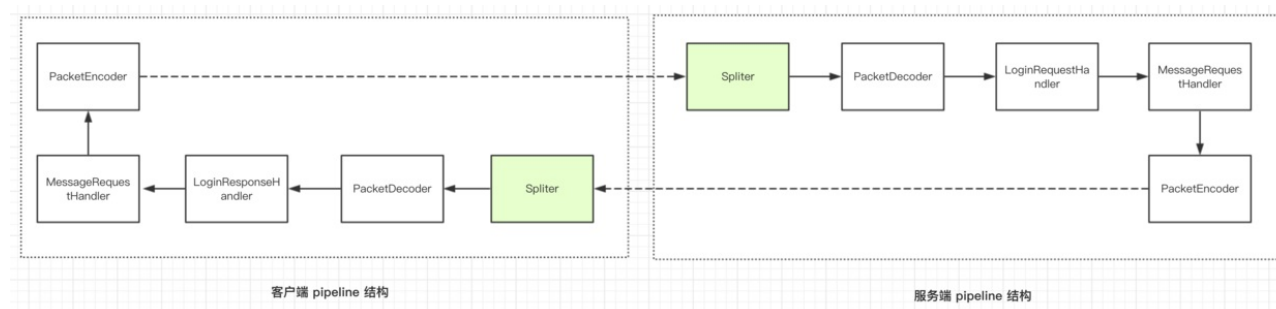 PacketEncoder
MessageReques
tHandler
LoginResponseH
andler
PacketDecoder
Spliter
客户端 pipeline 结构
Spliter
PacketDecoder
LoginRequestHa
ndler
MessageReques
tHandler
PacketEncoder
服务端 pipeline 结构